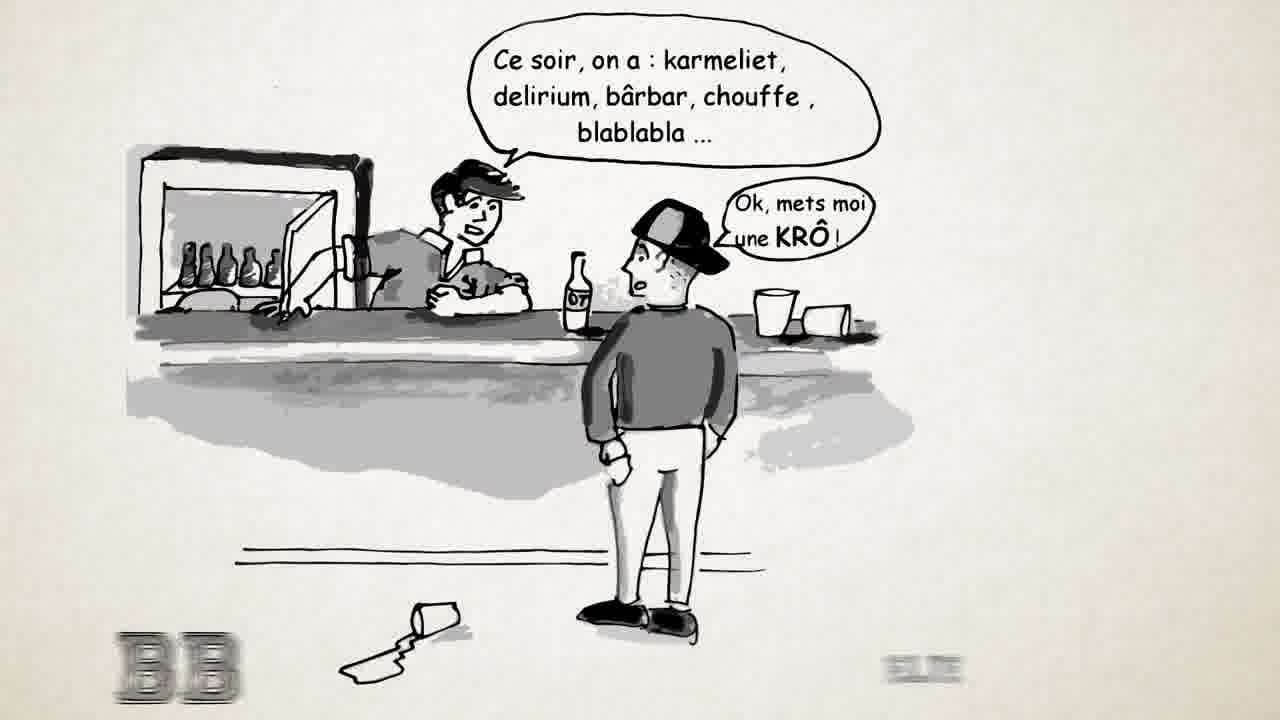 Ce soir, on a : karmeliet,
delirium, bârbar, chouffe ,
blablabla ...
Ok, mets moi
une KRÔ !
BB